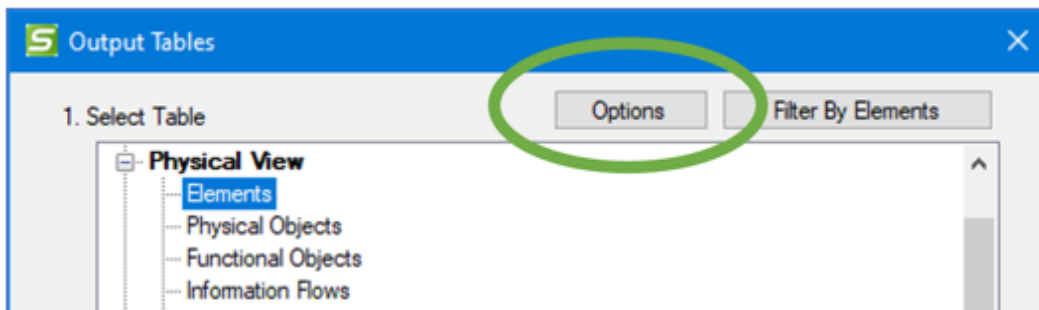 S Output Tables
1. Select Table Options Filter By Elements
Physical View
Elements
Physical Objects
Functional Objects
Information Flows